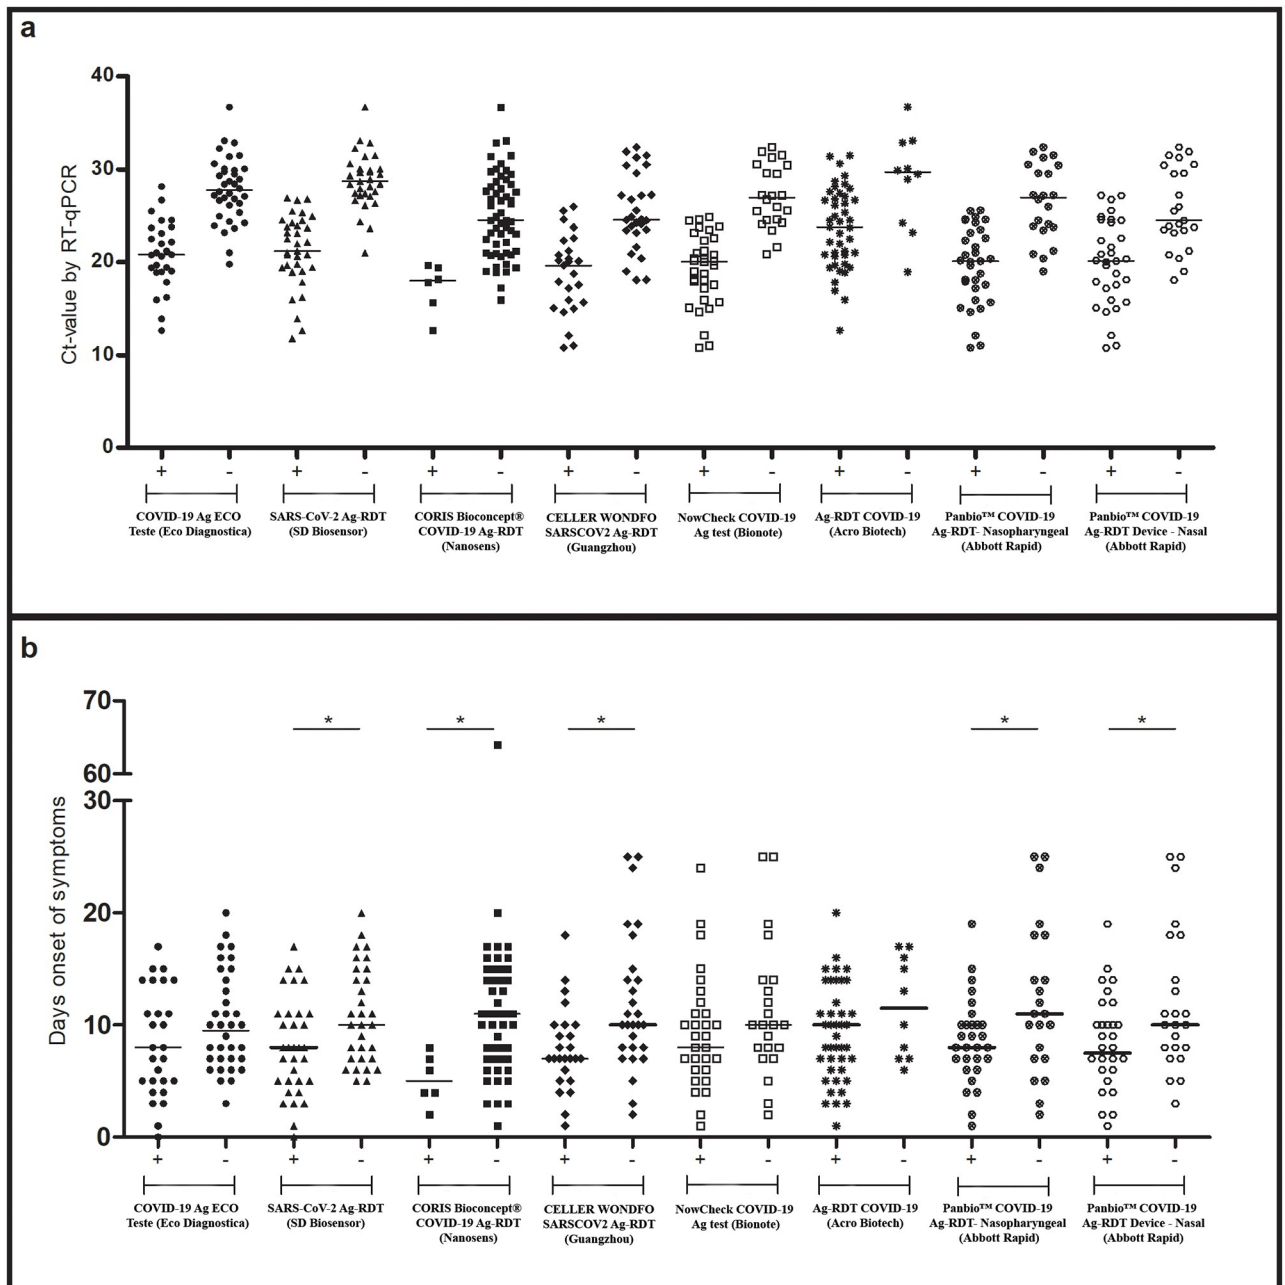 a
40
30
20
10
0
Ct-value by RT-qPCR
+ - + - + - + - + - + - + - + -
COVID-19 Ag ECO
Teste (Eco Diagnostica)
SARS-CoV-2 Ag-RDT
(SD Biosensor)
CORIS Bioconcept®
COVID-19 Ag-RDT
(Nanosens)
CELLER WONDFO
SARSCOV2 Ag-RDT
(Guangzhou)
NowCheck COVID-19
Ag test (Bionote)
Ag-RDT COVID-19
(Acro Biotech)
Panbio™ COVID-19
Ag-RDT- Nasopharyngeal
(Abbott Rapid)
Panbio™ COVID-19
Ag-RDT Device - Nasal
(Abbott Rapid)
b
70
60
30
20
10
0
Days onset of symptoms
* * * * *
+ - + - + - + - + - + - + - + -
COVID-19 Ag ECO
Teste (Eco Diagnostica)
SARS-CoV-2 Ag-RDT
(SD Biosensor)
CORIS Bioconcept®
COVID-19 Ag-RDT
(Nanosens)
CELLER WONDFO
SARSCOV2 Ag-RDT
(Guangzhou)
NowCheck COVID-19
Ag test (Bionote)
Ag-RDT COVID-19
(Acro Biotech)
Panbio™ COVID-19
Ag-RDT- Nasopharyngeal
(Abbott Rapid)
Panbio™ COVID-19
Ag-RDT Device - Nasal
(Abbott Rapid)